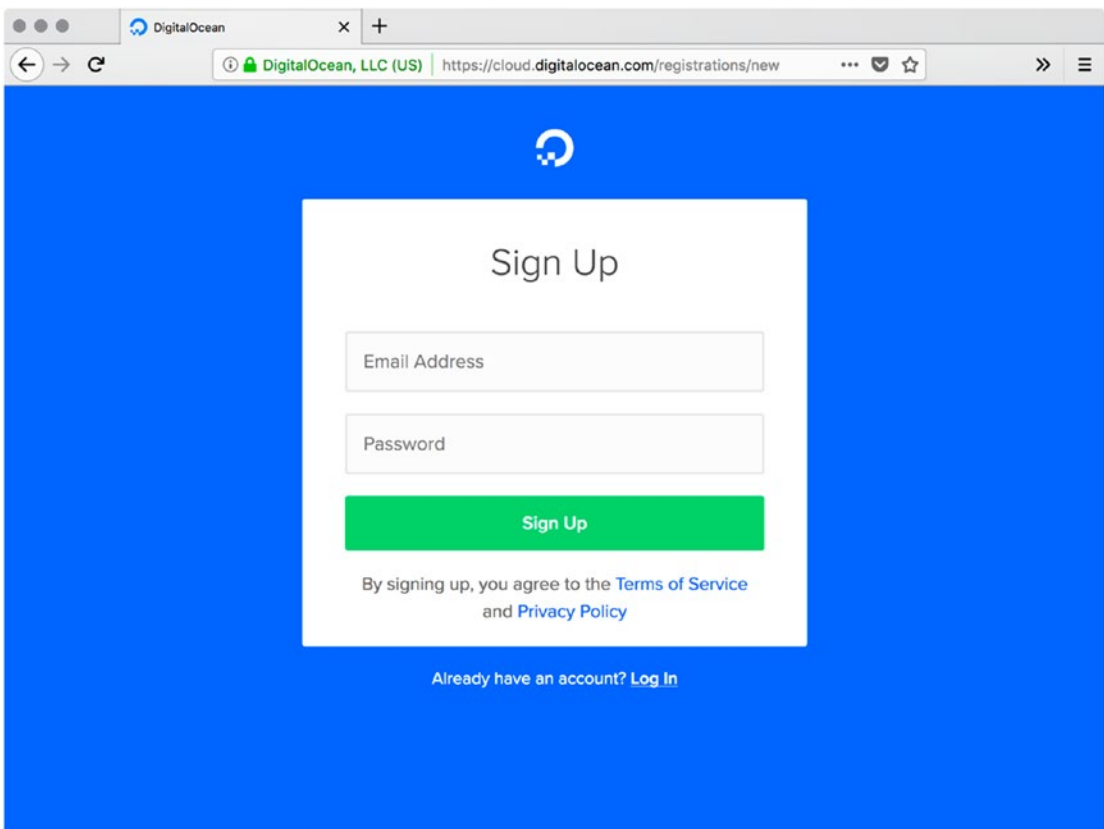 DigitalOcean
DigitalOcean, LLC (US) https://cloud.digitalocean.com/registrations/new
Sign Up
Email Address
Password
Sign Up
By signing up, you agree to the Terms of Service
and Privacy Policy
Already have an account? Log In